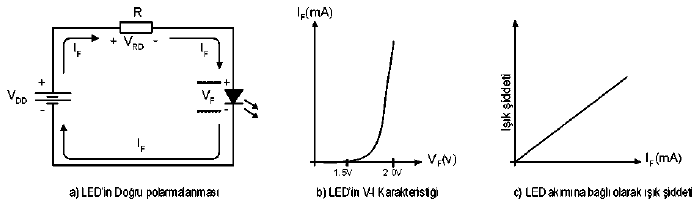 R
+ V_RD -
I_F
I_F
V_DD
+
-
V_F
+
-
I_F
a) LED'in Doğru polarmalanması
I_F(mA)
V_F(v)
1.5V
2.0V
b) LED'in V-I Karakteristiği
Işık şiddeti
I_F(mA)
c) LED akımına bağlı olarak ışık şiddeti